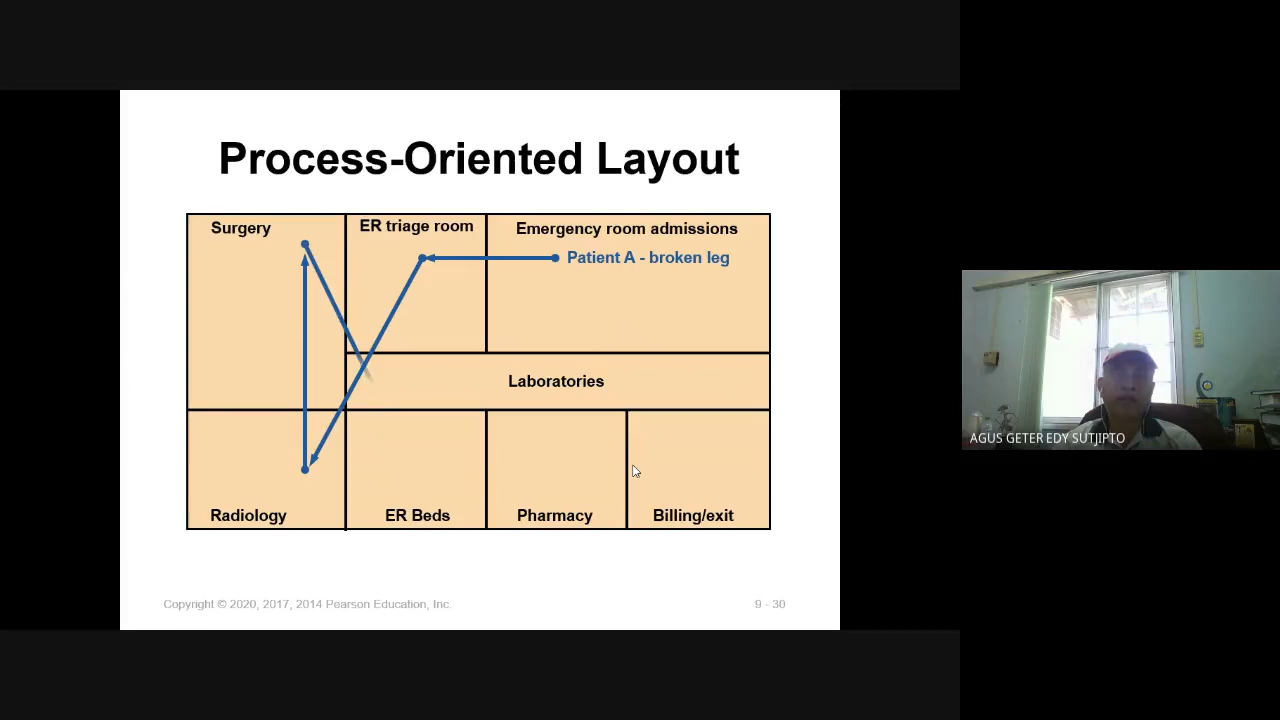 Process-Oriented Layout
Surgery
ER triage room
Emergency room admissions
Patient A - broken leg
Laboratories
Radiology
ER Beds
Pharmacy
Billing/exit
Copyright © 2020, 2017, 2014 Pearson Education, Inc.
9 - 30
AGUS GETER EDY SUTJIPTO